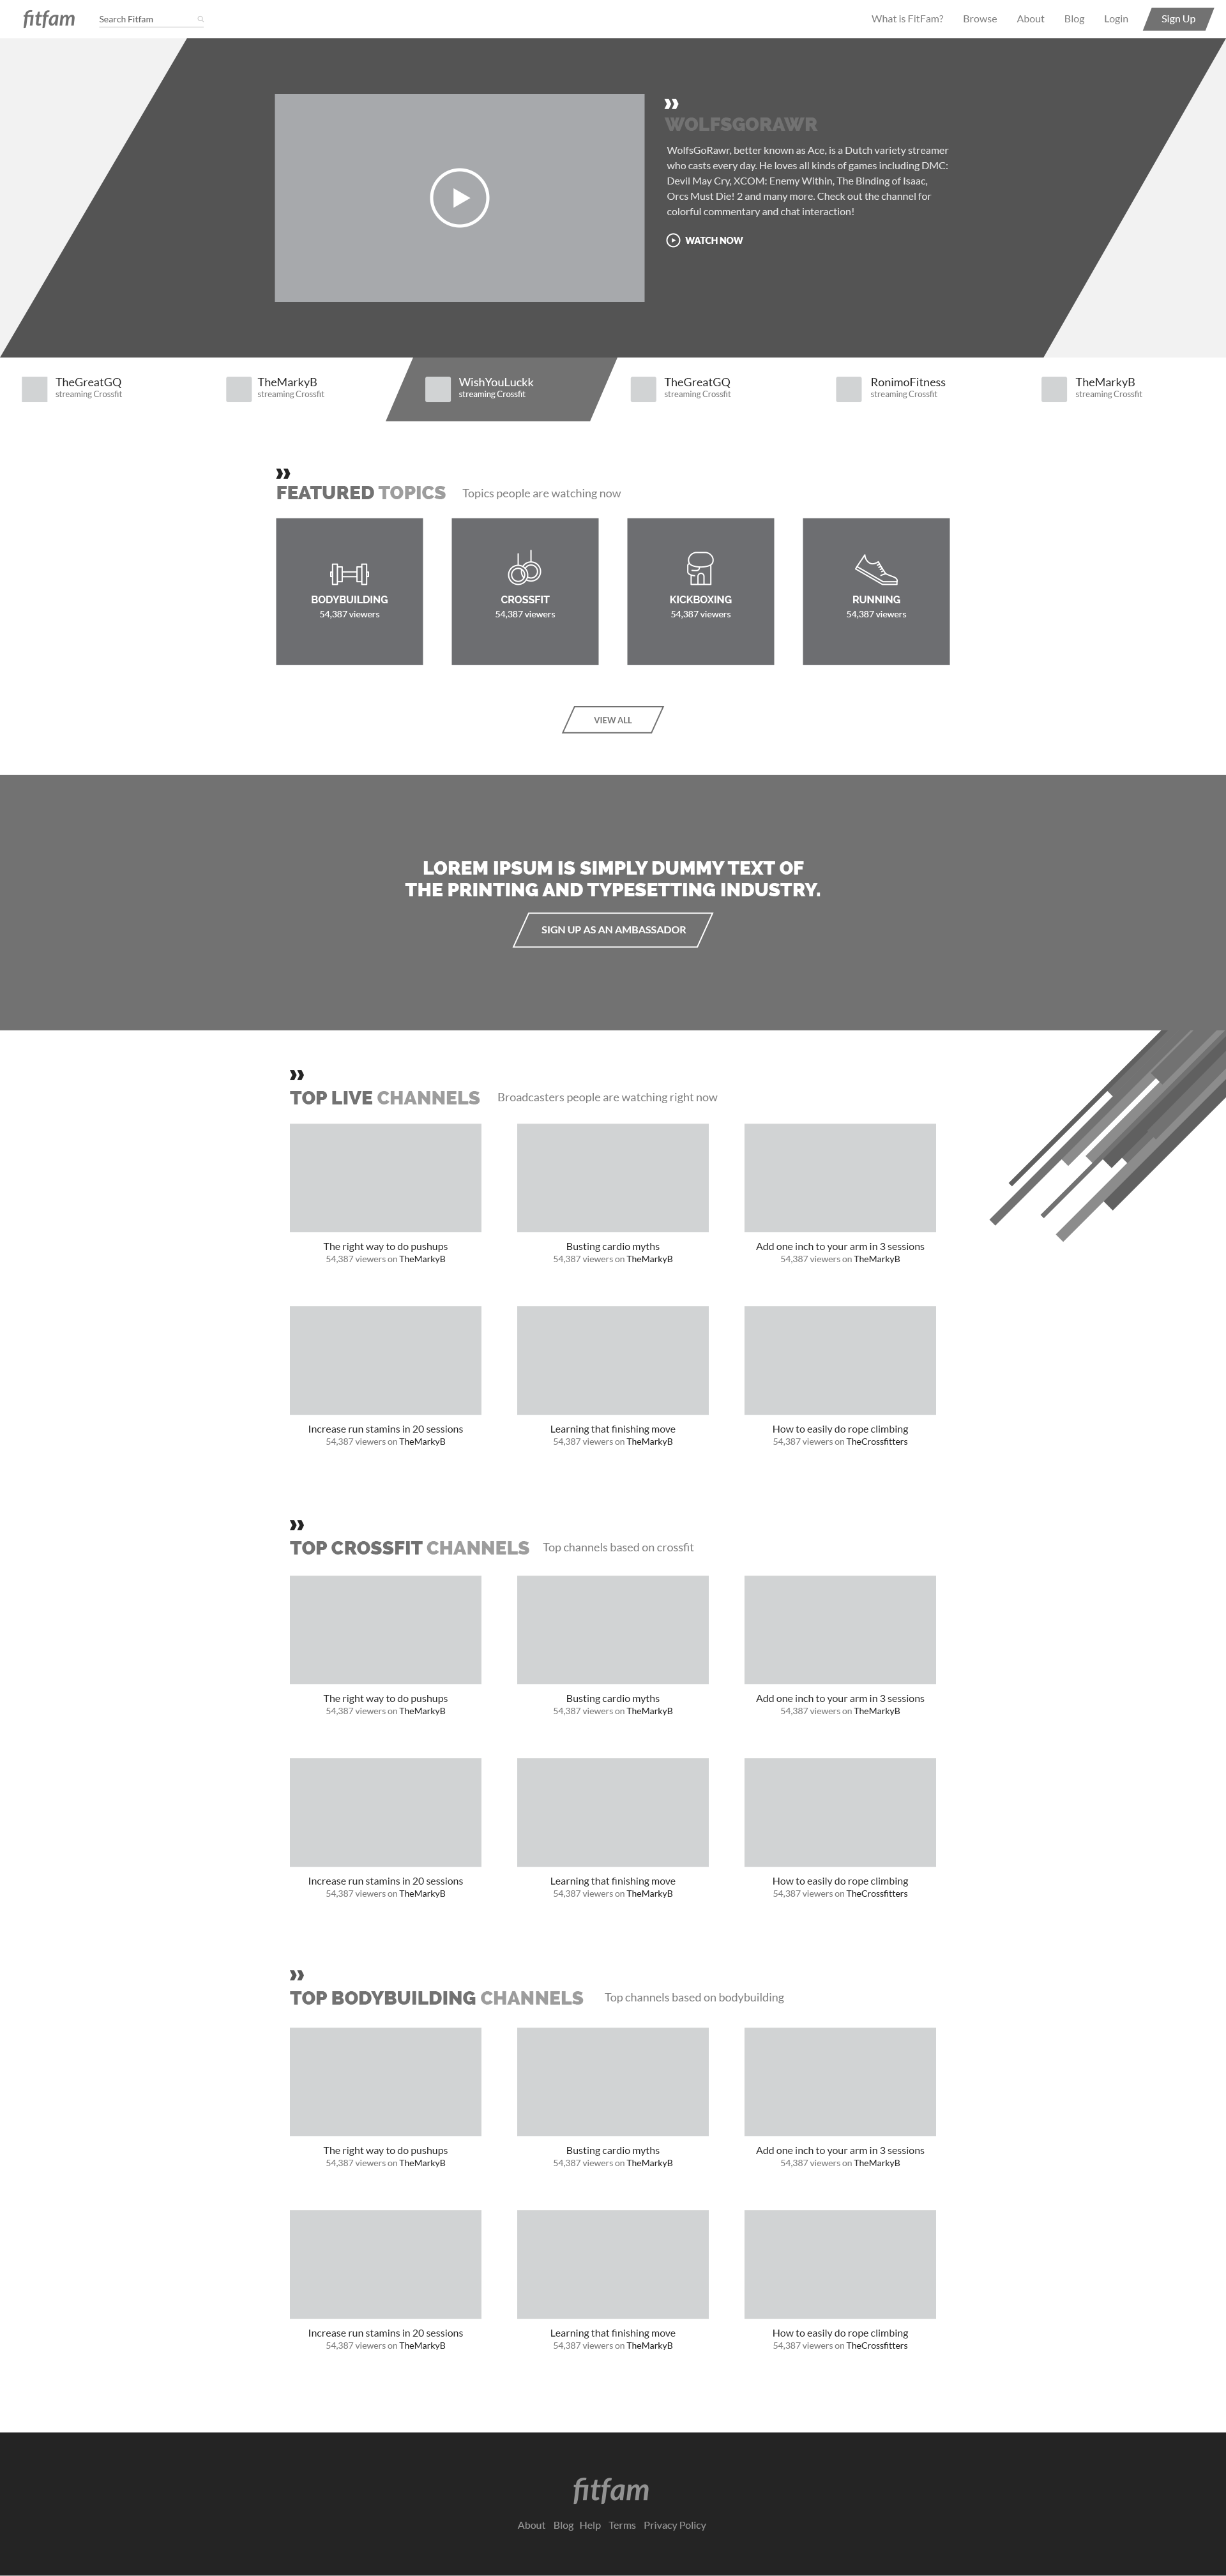 fitfam
Search Fitfam
What is FitFam? Browse About Blog Login Sign Up
WOLFSGORAWR
WolfsGoRawr, better known as Ace, is a Dutch variety streamer
who casts every day. He loves all kinds of games including DMC:
Devil May Cry, XCOM: Enemy Within, The Binding of Isaac,
Orcs Must Die! 2 and many more. Check out the channel for
colorful commentary and chat interaction!
WATCH NOW
TheGreatGQ
streaming Crossfit
TheMarkyB
streaming Crossfit
WishYouLuckk
streaming Crossfit
TheGreatGQ
streaming Crossfit
RonimoFitness
streaming Crossfit
TheMarkyB
streaming Crossfit
FEATURED TOPICS Topics people are watching now
BODYBUILDING
54,387 viewers
CROSSFIT
54,387 viewers
KICKBOXING
54,387 viewers
RUNNING
54,387 viewers
VIEW ALL
LOREM IPSUM IS SIMPLY DUMMY TEXT OF
THE PRINTING AND TYPESETTING INDUSTRY.
SIGN UP AS AN AMBASSADOR
TOP LIVE CHANNELS Broadcasters people are watching right now
The right way to do pushups
54,387 viewers on TheMarkyB
Busting cardio myths
54,387 viewers on TheMarkyB
Add one inch to your arm in 3 sessions
54,387 viewers on TheMarkyB
Increase run stamins in 20 sessions
54,387 viewers on TheMarkyB
Learning that finishing move
54,387 viewers on TheMarkyB
How to easily do rope climbing
54,387 viewers on TheCrossfitters
TOP CROSSFIT CHANNELS Top channels based on crossfit
The right way to do pushups
54,387 viewers on TheMarkyB
Busting cardio myths
54,387 viewers on TheMarkyB
Add one inch to your arm in 3 sessions
54,387 viewers on TheMarkyB
Increase run stamins in 20 sessions
54,387 viewers on TheMarkyB
Learning that finishing move
54,387 viewers on TheMarkyB
How to easily do rope climbing
54,387 viewers on TheCrossfitters
TOP BODYBUILDING CHANNELS Top channels based on bodybuilding
The right way to do pushups
54,387 viewers on TheMarkyB
Busting cardio myths
54,387 viewers on TheMarkyB
Add one inch to your arm in 3 sessions
54,387 viewers on TheMarkyB
Increase run stamins in 20 sessions
54,387 viewers on TheMarkyB
Learning that finishing move
54,387 viewers on TheMarkyB
How to easily do rope climbing
54,387 viewers on TheCrossfitters
fitfam
About Blog Help Terms Privacy Policy